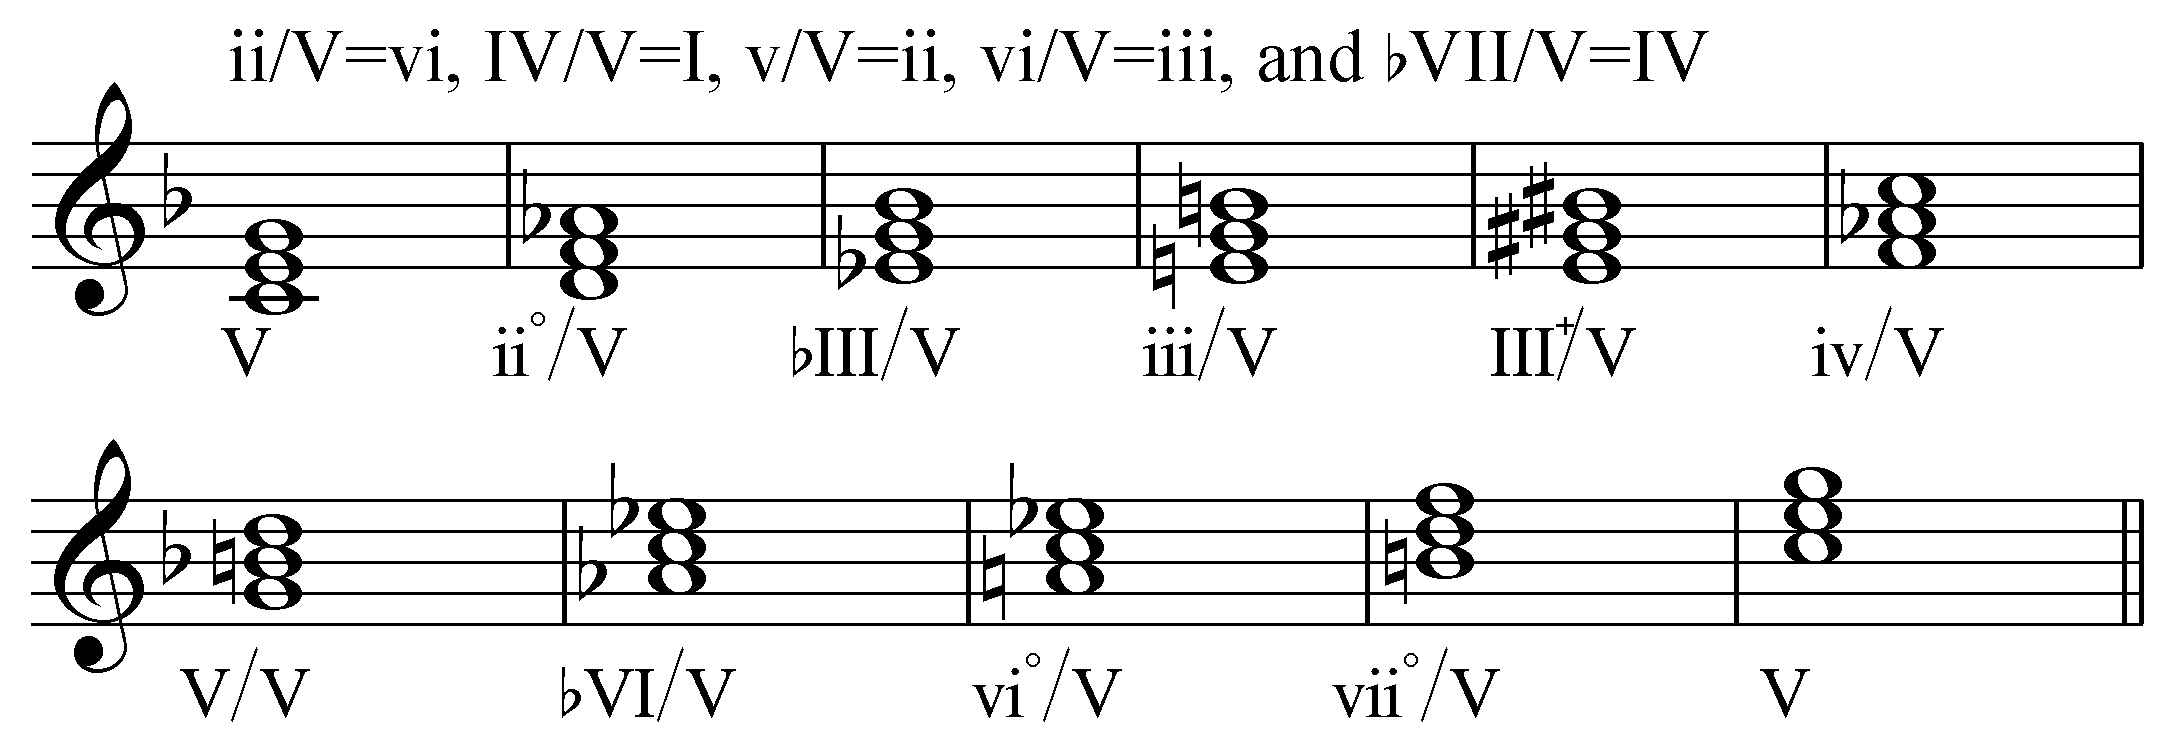 ii/V=vi, IV/V=I, v/V=ii, vi/V=iii, and ♭VII/V=IV
V ii°/V ♭III/V iii/V III+/V iv/V
V/V ♭VI/V vi°/V vii°/V V